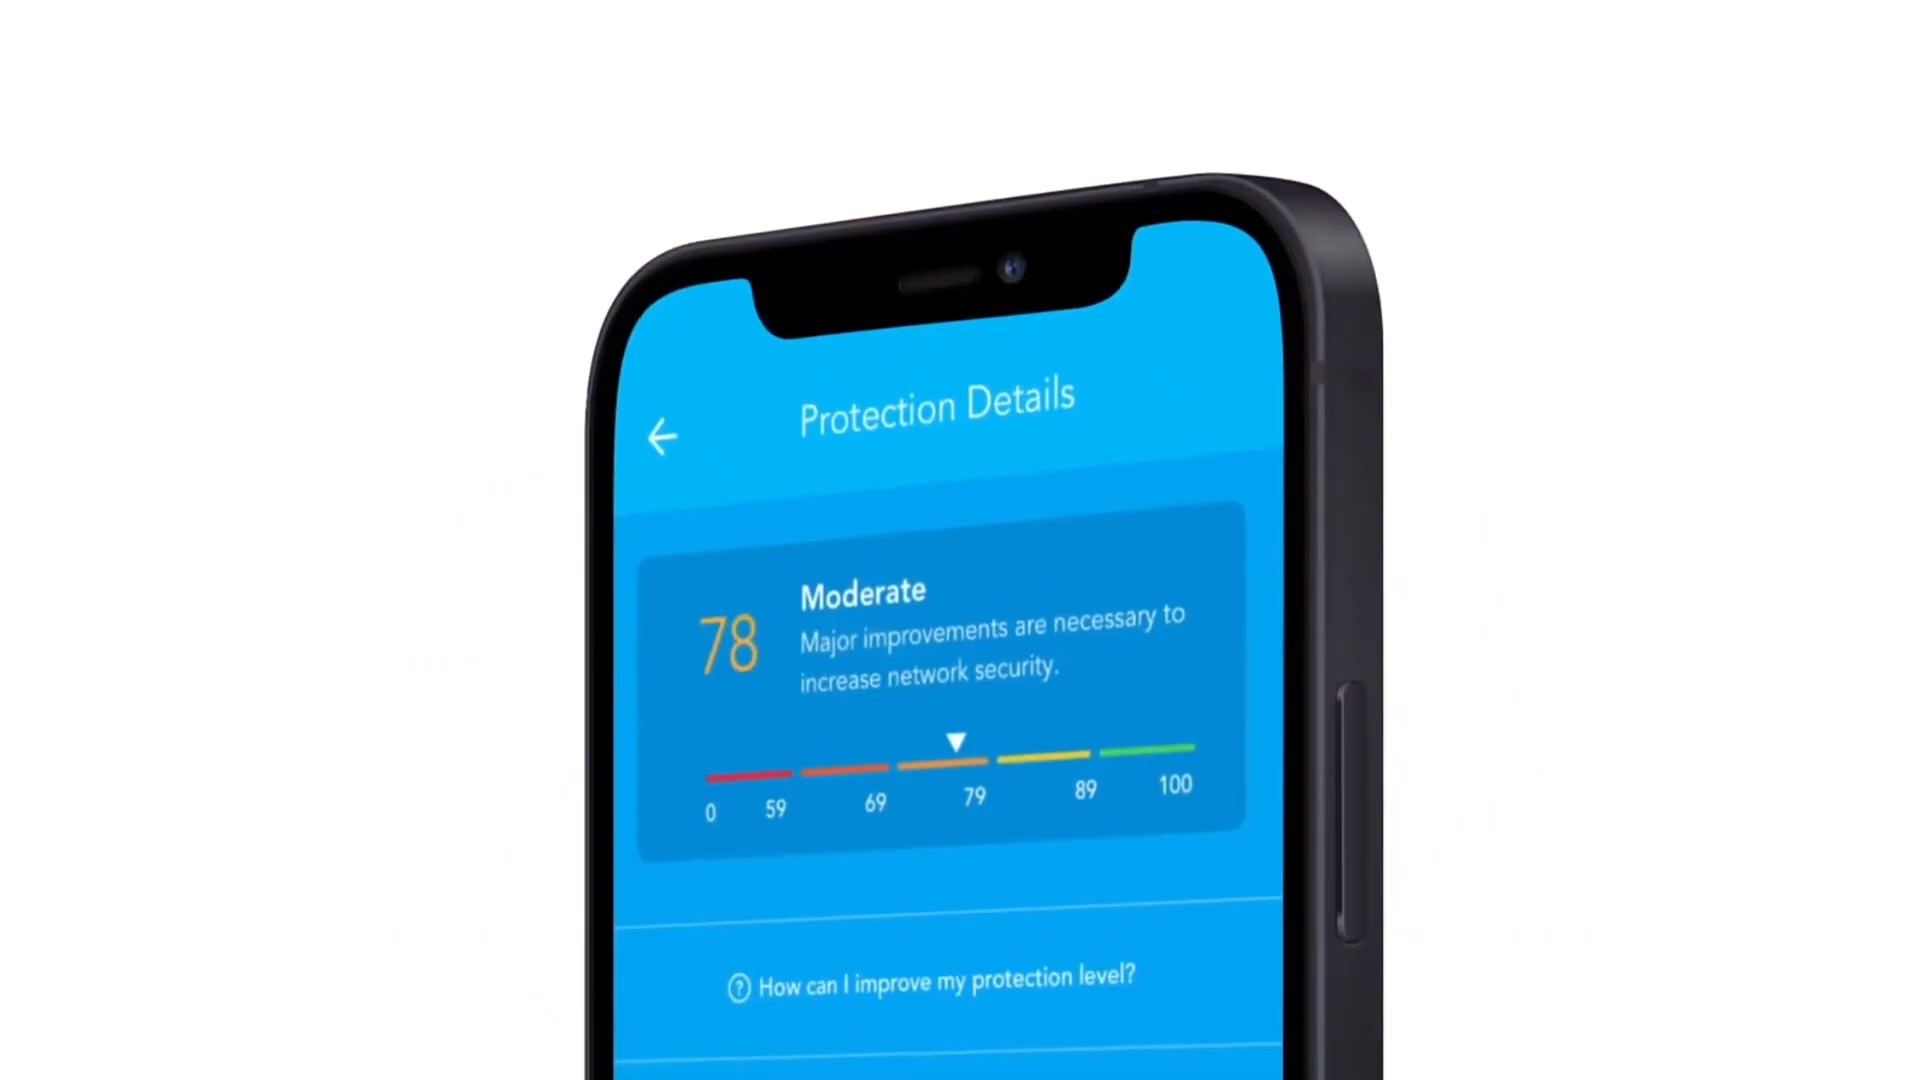 Protection Details
78
Moderate
Major improvements are necessary to
increase network security.
0 59 69 79 89 100
? How can I improve my protection level?